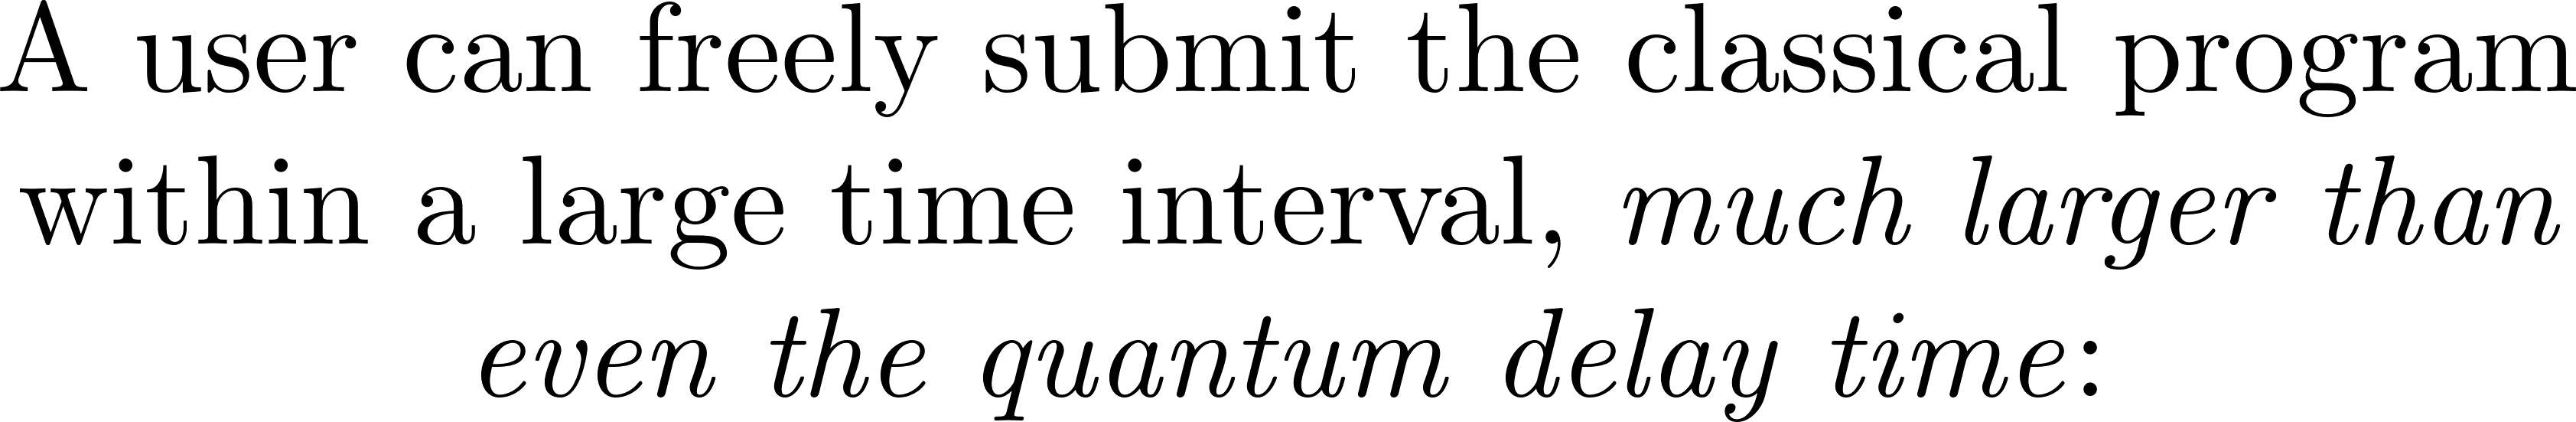 A user can freely submit the classical program
within a large time interval, much larger than
even the quantum delay time: